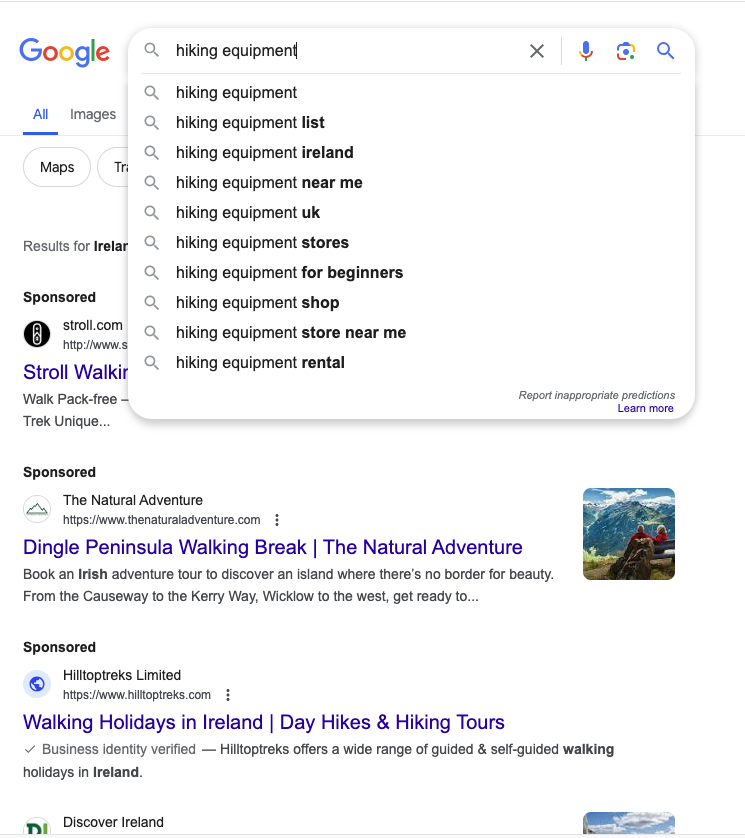 Google
hiking equipment
hiking equipment
hiking equipment list
hiking equipment ireland
hiking equipment near me
hiking equipment uk
hiking equipment stores
hiking equipment for beginners
hiking equipment shop
hiking equipment store near me
hiking equipment rental
Report inappropriate predictions
Learn more
All Images
Maps Tra
Results for Irelan
Sponsored
stroll.com
http://www.s
Stroll Walkin
Walk Pack-free –
Trek Unique...
Sponsored
The Natural Adventure
https://www.thenaturaladventure.com
Dingle Peninsula Walking Break | The Natural Adventure
Book an Irish adventure tour to discover an island where there's no border for beauty.
From the Causeway to the Kerry Way, Wicklow to the west, get ready to...
Sponsored
Hilltoptreks Limited
https://www.hilltoptreks.com
Walking Holidays in Ireland | Day Hikes & Hiking Tours
Business identity verified — Hilltoptreks offers a wide range of guided & self-guided walking
holidays in Ireland.
DI
Discover Ireland